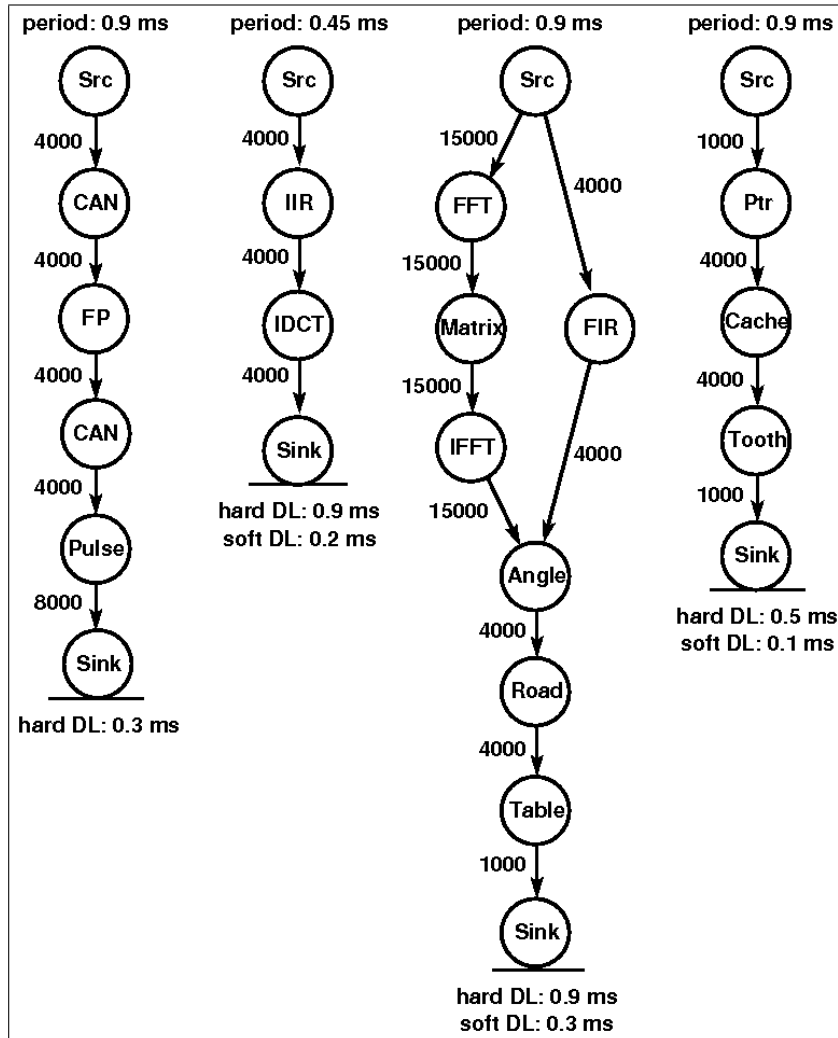 period: 0.9 ms
Src
4000
CAN
4000
FP
4000
CAN
4000
Pulse
8000
Sink
hard DL: 0.3 ms
period: 0.45 ms
Src
4000
IIR
4000
IDCT
4000
Sink
hard DL: 0.9 ms
soft DL: 0.2 ms
period: 0.9 ms
Src
15000
4000
FFT
15000
Matrix
FIR
15000
IFFT
4000
15000
Angle
4000
Road
4000
Table
1000
Sink
hard DL: 0.9 ms
soft DL: 0.3 ms
period: 0.9 ms
Src
1000
Ptr
4000
Cache
4000
Tooth
1000
Sink
hard DL: 0.5 ms
soft DL: 0.1 ms